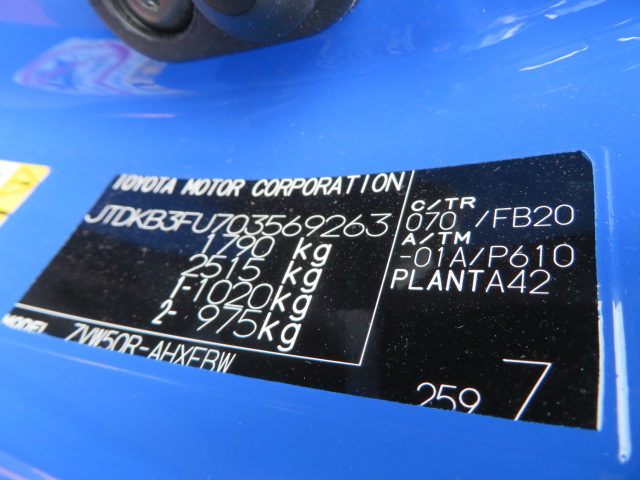 TOYOTA MOTOR CORPORATION
JTDKB3FU703569263
1790 kg
2515 kg
1-1020kg
2- 975kg
C/TR
070 /FB20
A/TM
-01A/P610
PLANTA42
MODEL ZVW50R-AHXEBW
259 7